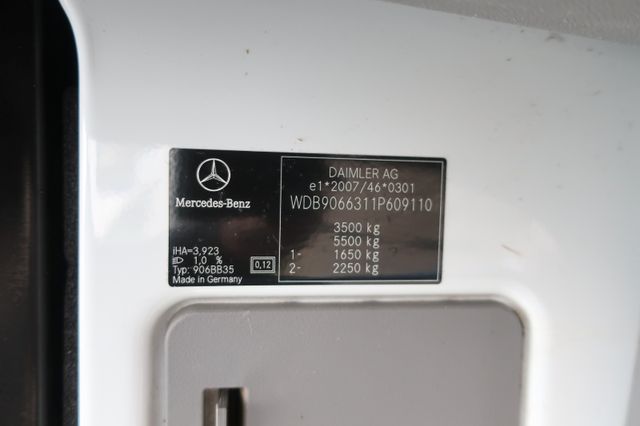 Mercedes-Benz
iHA=3,923
1,0 %
Typ: 906BB35
Made in Germany
0,12
DAIMLER AG
e1*2007/46*0301
WDB9066311P609110
3500 kg
5500 kg
1- 1650 kg
2- 2250 kg